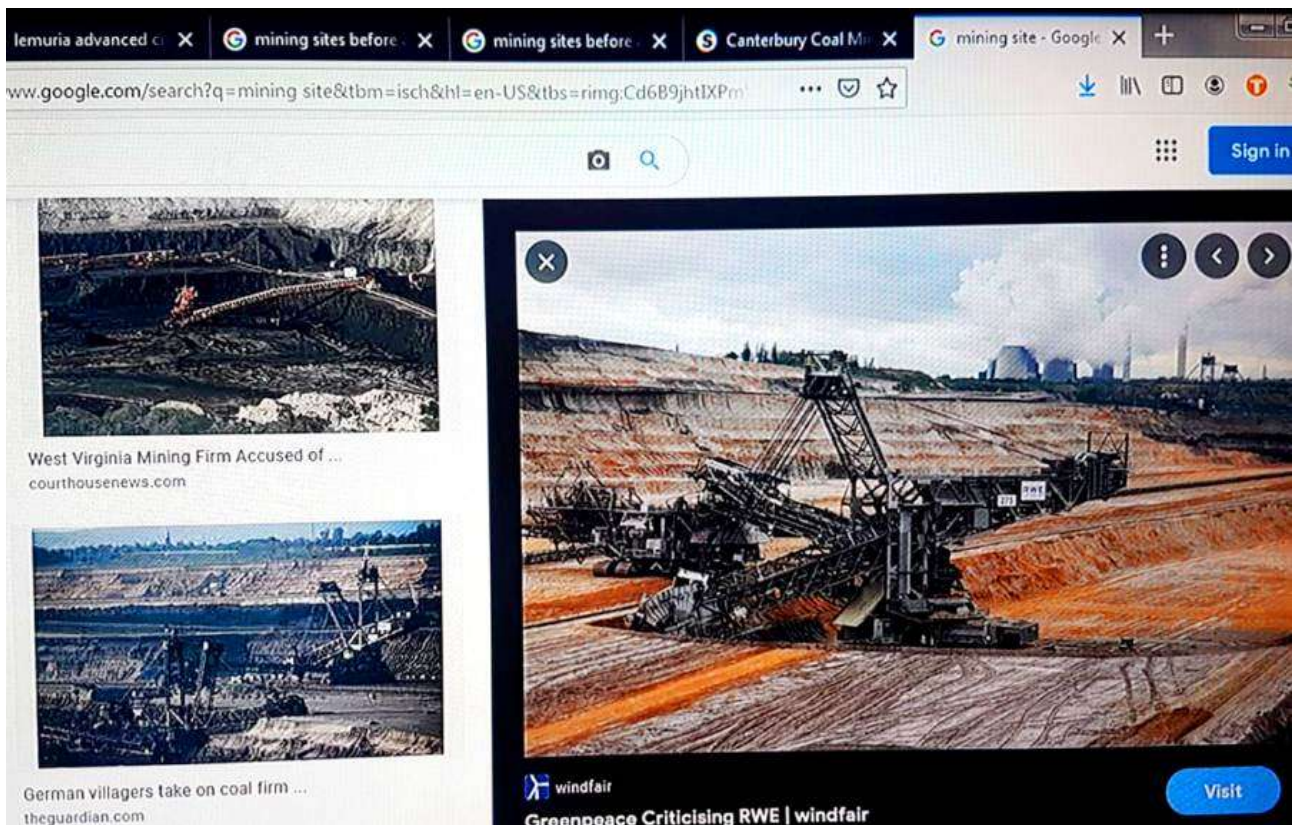 lemuria advanced c
mining sites before
mining sites before
Canterbury Coal M
mining site - Google
ww.google.com/search?q=mining site&tbm=isch&hl=en-US&tbs=rimg:Cd6B9jhtIXPm
Sign in
West Virginia Mining Firm Accused of ...
courthousenews.com
German villagers take on coal firm ...
theguardian.com
273
RWE
windfair
Visit
Greenpeace Criticising RWE | windfair